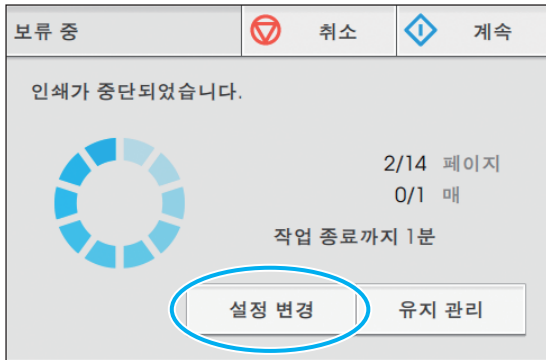 보류 중 취소 계속
인쇄가 중단되었습니다.
2/14 페이지
0/1 매
작업 종료까지 1분
설정 변경 유지 관리